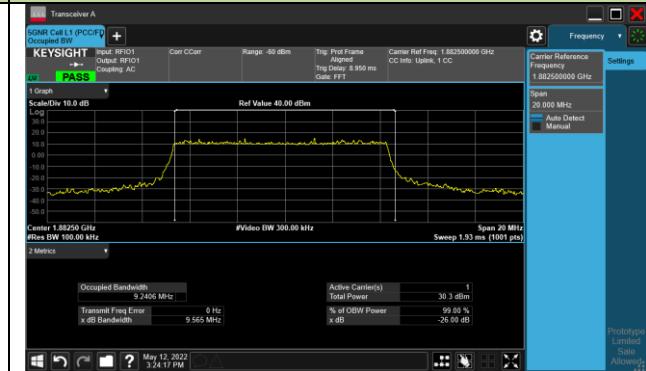 Transceiver A
5GNR Cell L1 (PCC/FD
Occupied BW
Frequency
KEYSIGHT
Input: RFIO1
Output: RFIO1
Coupling: AC
Corr CCorr
Range: -60 dBm
Trig: Prot Frame
Aligned
Trig Delay: 8.950 ms
Gate: FFT
Carrier Ref Freq: 1.882500000 GHz
CC Info: Uplink, 1 CC
PASS
Carrier Reference
Frequency
1.882500000 GHz
Settings
Span
20.000 MHz
Auto Detect
Manual
1 Graph
Scale/Div 10.0 dB
Ref Value 40.00 dBm
Log
30.0
20.0
10.0
0.00
-10.0
-20.0
-30.0
-40.0
-50.0
Center 1.88250 GHz
#Video BW 300.00 kHz
Span 20 MHz
#Res BW 100.00 kHz
Sweep 1.93 ms (1001 pts)
2 Metrics
Occupied Bandwidth
9.2406 MHz
Active Carrier(s) 1
Total Power 30.3 dBm
Transmit Freq Error 0 Hz
x dB Bandwidth 9.565 MHz
% of OBW Power 99.00 %
x dB -26.00 dB
Prototype
Limited
Sale
Allowed
?
May 12, 2022
3:24:17 PM